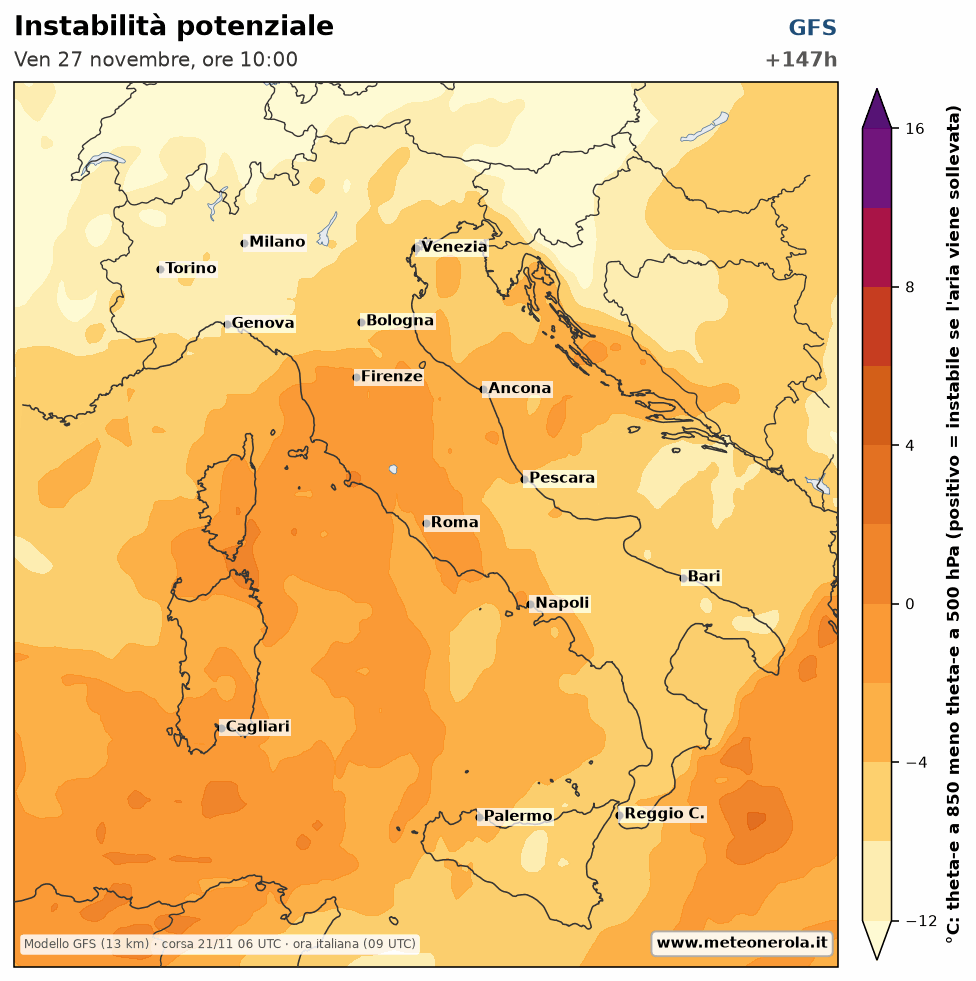 Instabilità potenziale
GFS
Ven 27 novembre, ore 10:00
+147h
Milano
Venezia
Torino
Genova
Bologna
Firenze
Ancona
Pescara
Roma
Bari
Napoli
Cagliari
Palermo
Reggio C.
Modello GFS (13 km) · corsa 21/11 06 UTC · ora italiana (09 UTC)
www.meteonerola.it
16
8
4
0
−4
−12
°C: theta-e a 850 meno theta-e a 500 hPa (positivo = instabile se l'aria viene sollevata)